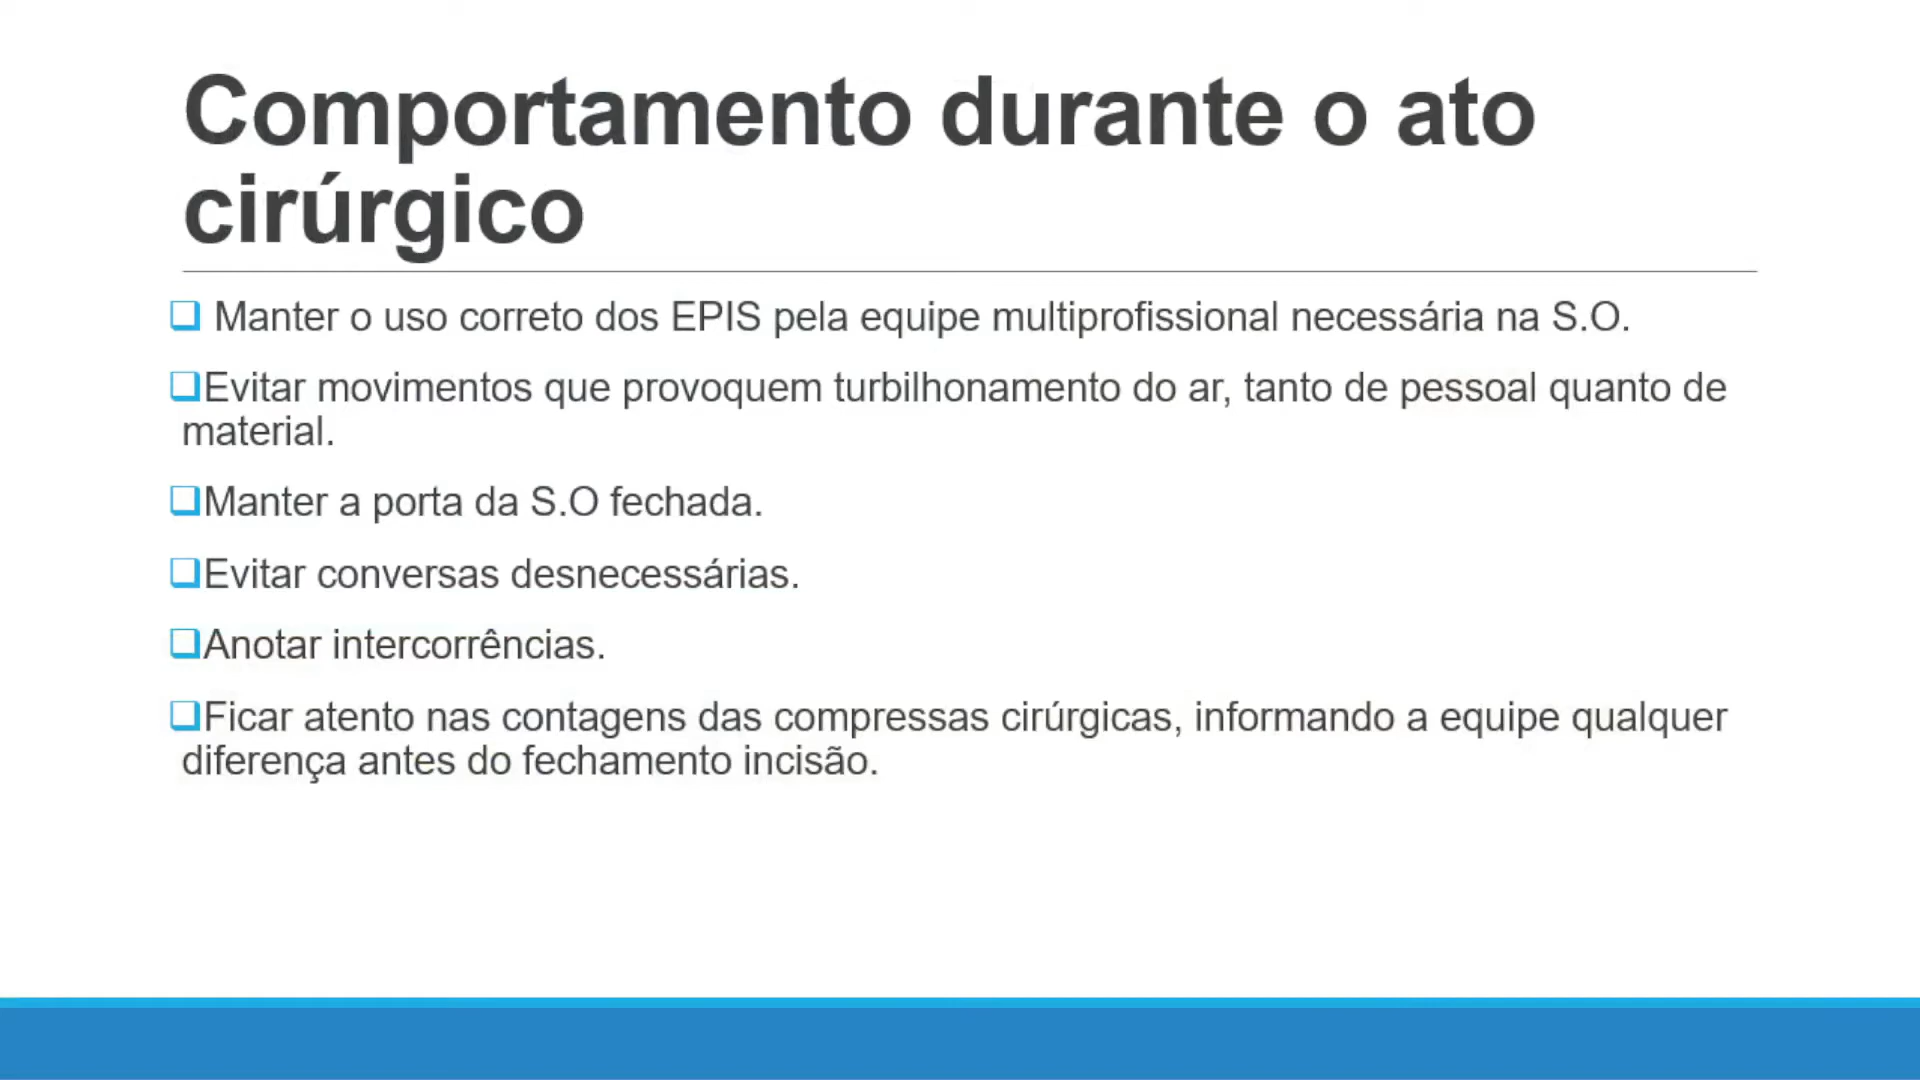 Comportamento durante o ato
cirúrgico
Manter o uso correto dos EPIS pela equipe multiprofissional necessária na S.O.
Evitar movimentos que provoquem turbilhonamento do ar, tanto de pessoal quanto de
material.
Manter a porta da S.O fechada.
Evitar conversas desnecessárias.
Anotar intercorrências.
Ficar atento nas contagens das compressas cirúrgicas, informando a equipe qualquer
diferença antes do fechamento incisão.